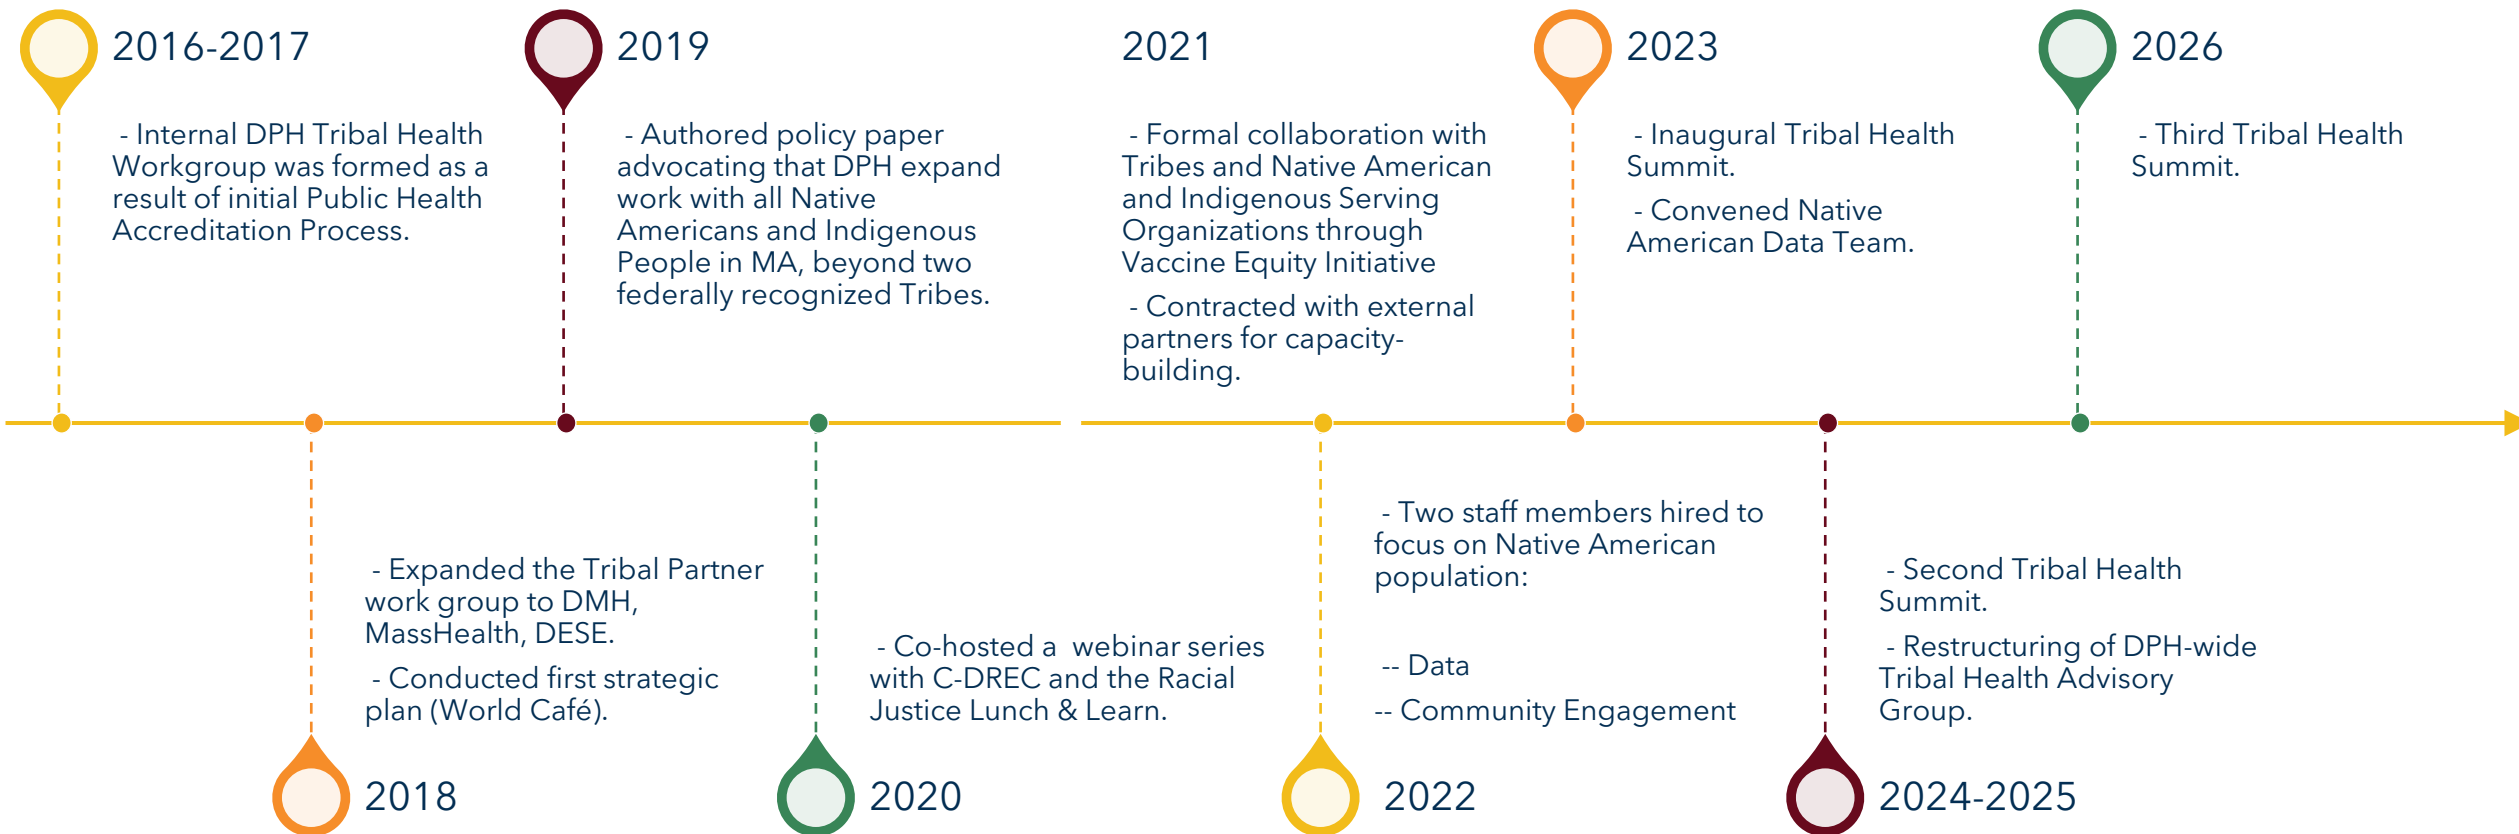 2016-2017
- Internal DPH Tribal Health
Workgroup was formed as a
result of initial Public Health
Accreditation Process.
2018
- Expanded the Tribal Partner
work group to DMH,
MassHealth, DESE.
- Conducted first strategic
plan (World Café).
2019
- Authored policy paper
advocating that DPH expand
work with all Native
Americans and Indigenous
People in MA, beyond two
federally recognized Tribes.
2020
- Co-hosted a  webinar series
with C-DREC and the Racial
Justice Lunch & Learn.
2021
- Formal collaboration with
Tribes and Native American
and Indigenous Serving
Organizations through
Vaccine Equity Initiative
- Contracted with external
partners for capacity-
building.
2022
- Two staff members hired to
focus on Native American
population:
-- Data
-- Community Engagement
2023
- Inaugural Tribal Health
Summit.
- Convened Native
American Data Team.
2024-2025
- Second Tribal Health
Summit.
- Restructuring of DPH-wide
Tribal Health Advisory
Group.
2026
- Third Tribal Health
Summit.